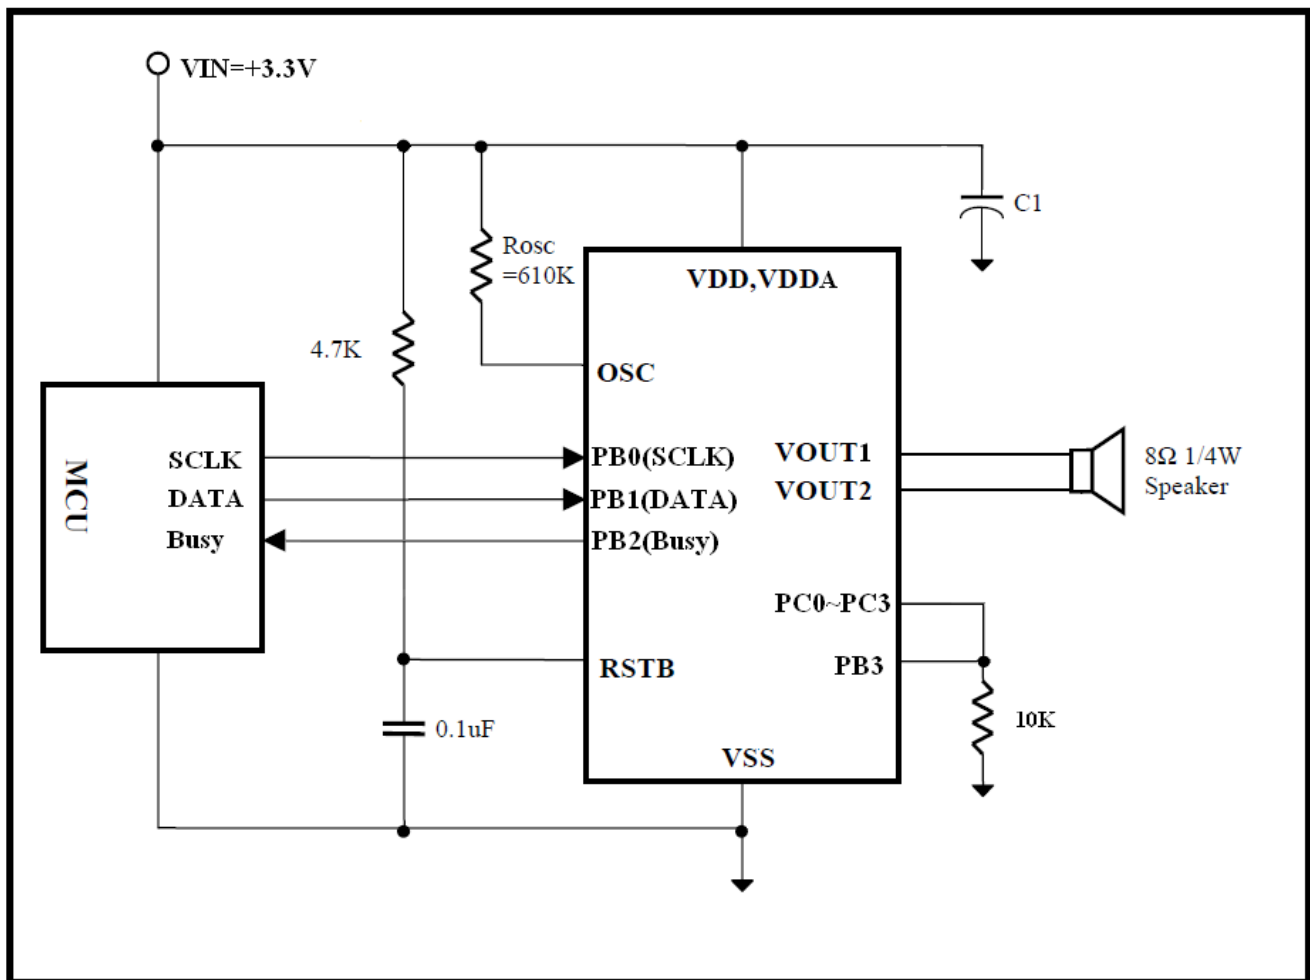 VIN=+3.3V
C1
Rosc
=610K
VDD,VDDA
4.7K
OSC
MCU
SCLK
DATA
Busy
PB0(SCLK)
PB1(DATA)
PB2(Busy)
VOUT1
VOUT2
8Ω 1/4W
Speaker
PC0~PC3
PB3
RSTB
10K
0.1uF
VSS